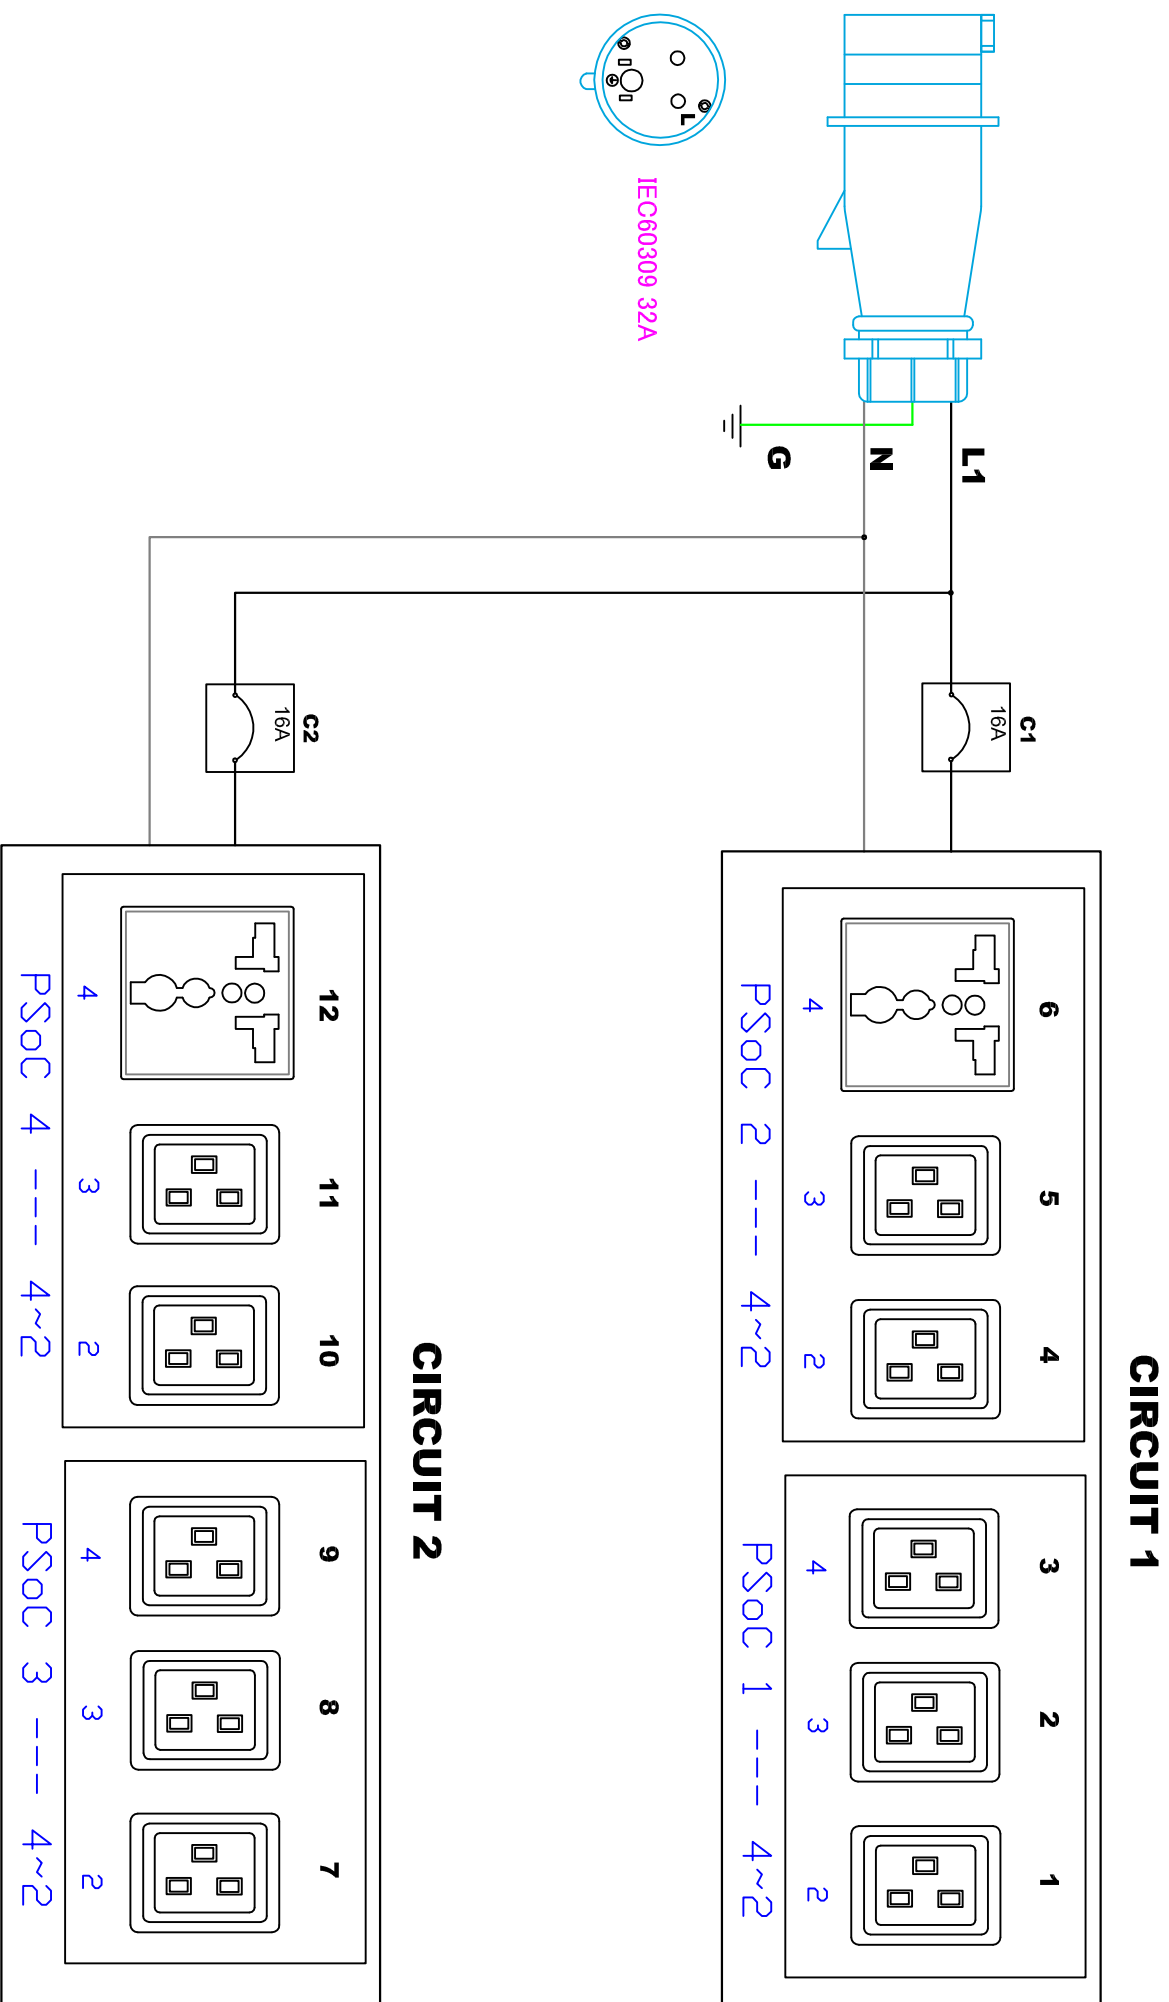 L
IEC60309 32A
L1
N
G
C1
16A
C2
16A
CIRCUIT 1
6
5
4
3
2
1
4
3
2
4
3
2
PSoC 2 --- 4~2
PSoC 1 --- 4~2
CIRCUIT 2
12
11
10
9
8
7
4
3
2
4
3
2
PSoC 4 --- 4~2
PSoC 3 --- 4~2